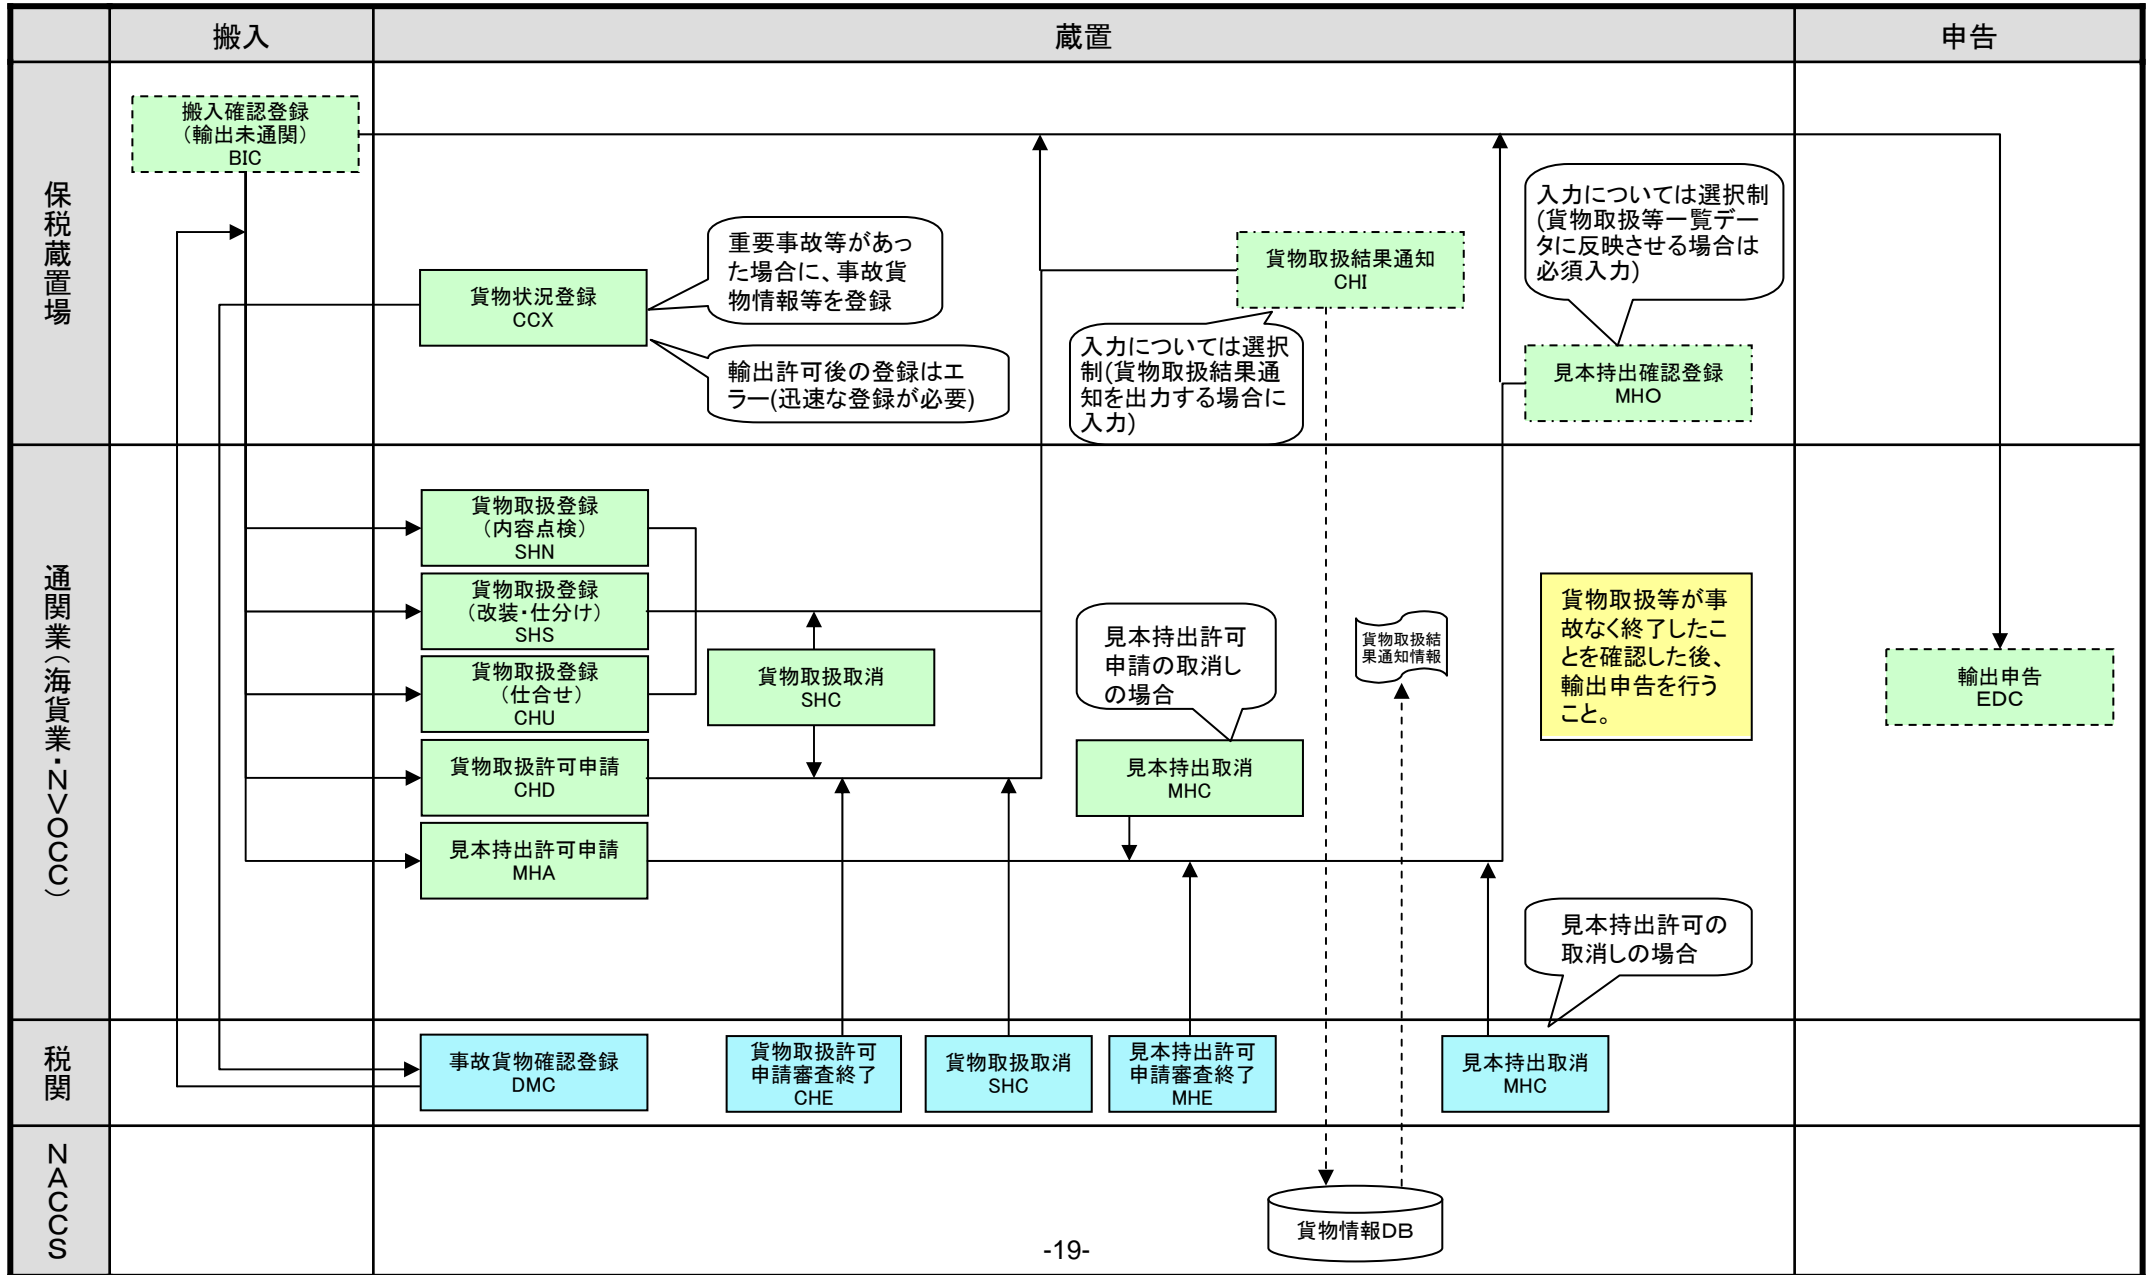 搬入
蔵置
申告
保税蔵置場
搬入確認登録
（輸出未通関）
BIC
貨物状況登録
CCX
重要事故等があっ
た場合に、事故貨
物情報等を登録
輸出許可後の登録はエ
ラー(迅速な登録が必要)
貨物取扱結果通知
CHI
入力については選択
制(貨物取扱結果通
知を出力する場合に
入力)
入力については選択制
(貨物取扱等一覧デー
タに反映させる場合は
必須入力)
見本持出確認登録
MHO
通関業（海貨業・NVOCC）
貨物取扱登録
（内容点検）
SHN
貨物取扱登録
（改装・仕分け）
SHS
貨物取扱登録
（仕合せ）
CHU
貨物取扱許可申請
CHD
見本持出許可申請
MHA
貨物取扱取消
SHC
見本持出許可
申請の取消し
の場合
見本持出取消
MHC
貨物取扱結
果通知情報
貨物取扱等が事
故なく終了したこ
とを確認した後、
輸出申告を行う
こと。
輸出申告
EDC
見本持出許可の
取消しの場合
税関
事故貨物確認登録
DMC
貨物取扱許可
申請審査終了
CHE
貨物取扱取消
SHC
見本持出許可
申請審査終了
MHE
見本持出取消
MHC
NACCS
貨物情報DB
-19-